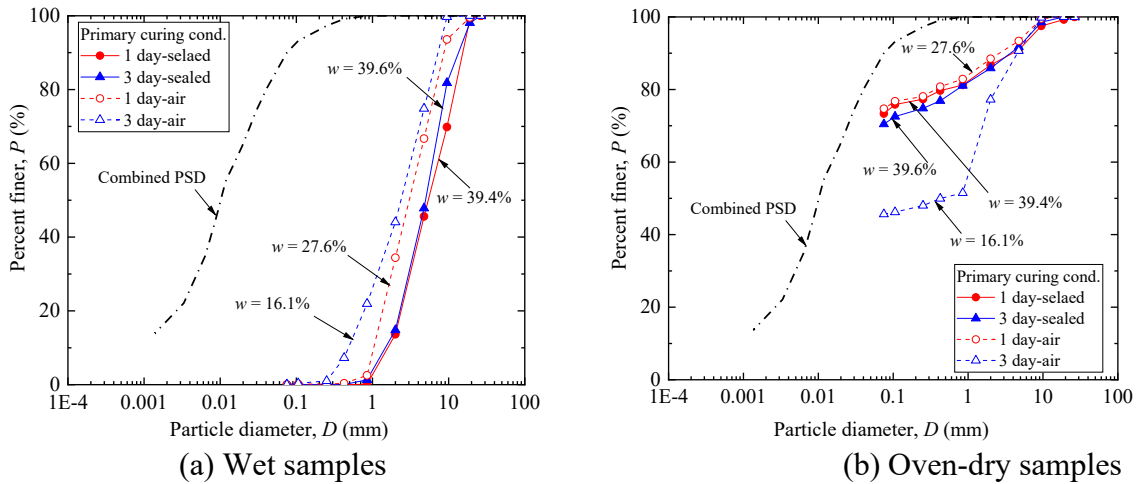 Percent finer, P (%)
100
80
60
40
20
0
1E-4
0.001
0.01
0.1
1
10
100
Particle diameter, D (mm)
Primary curing cond.
1 day-selaed
3 day-sealed
1 day-air
3 day-air
w = 39.6%
Combined PSD
w = 39.4%
w = 27.6%
w = 16.1%
(a) Wet samples
Percent finer, P (%)
100
80
60
40
20
0
1E-4
0.001
0.01
0.1
1
10
100
Particle diameter, D (mm)
w = 27.6%
w = 39.6%
w = 39.4%
Combined PSD
w = 16.1%
Primary curing cond.
1 day-selaed
3 day-sealed
1 day-air
3 day-air
(b) Oven-dry samples